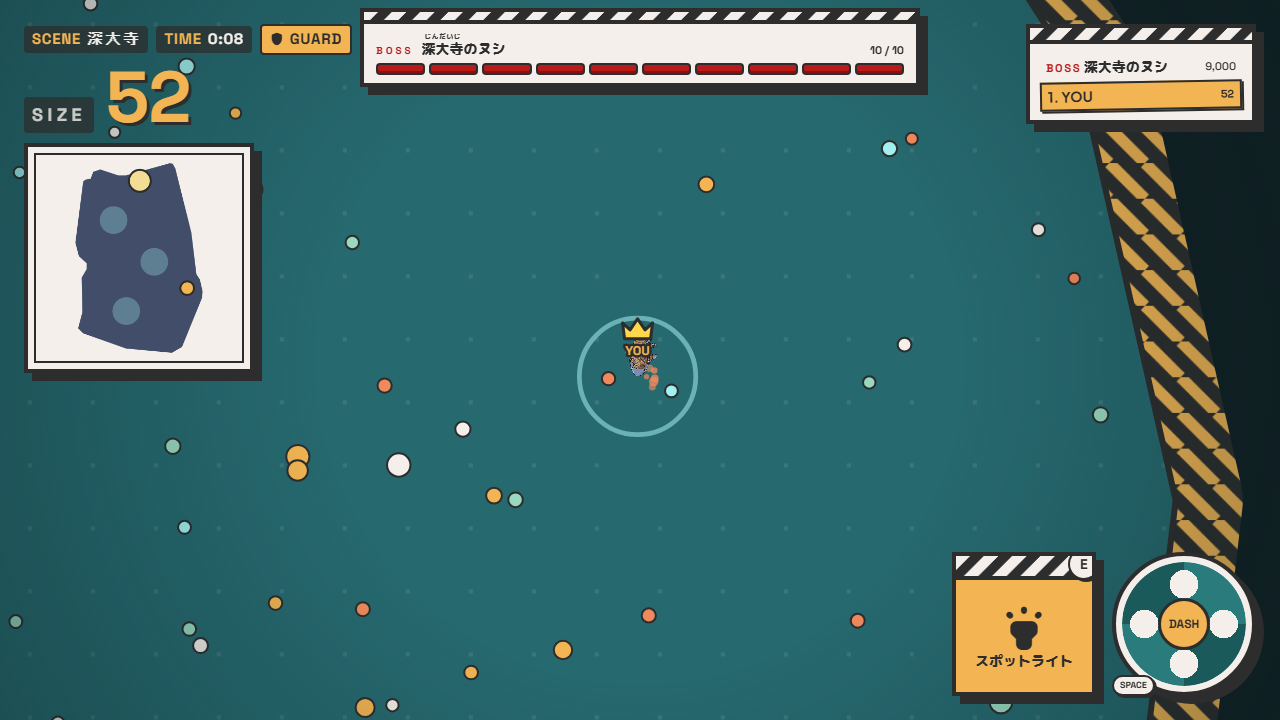 SCENE 深大寺
TIME 0:08
GUARD
SIZE 52
じんだいじ
BOSS 深大寺のヌシ 10/10
BOSS 深大寺のヌシ 9,000
1. YOU 52
YOU
E
スポットライト
DASH
SPACE